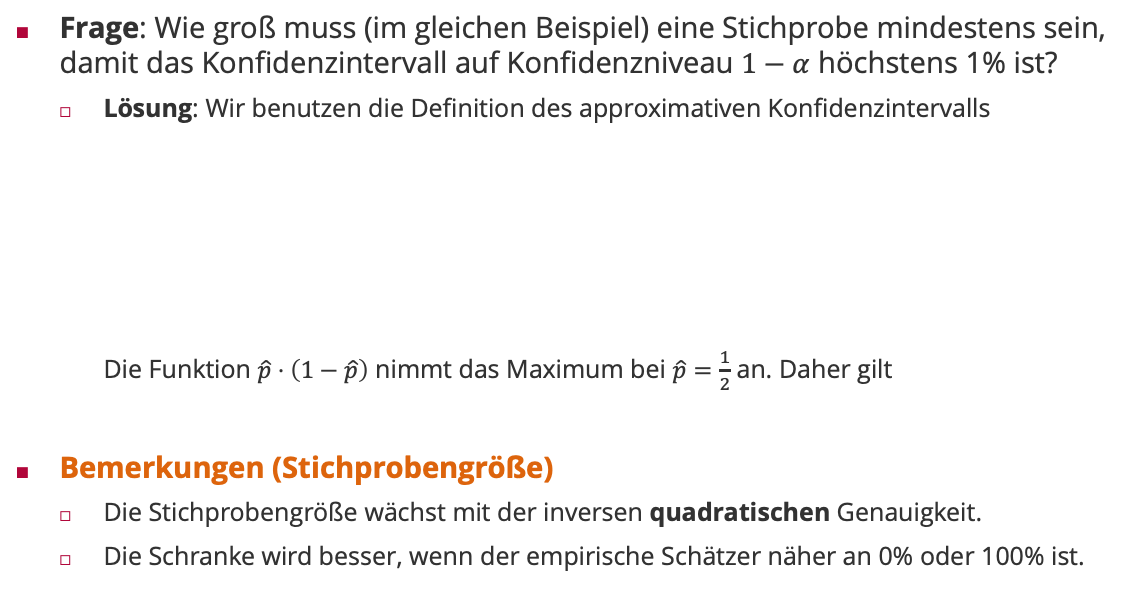 Frage: Wie groß muss (im gleichen Beispiel) eine Stichprobe mindestens sein,
damit das Konfidenzintervall auf Konfidenzniveau 1 − α höchstens 1% ist?
Lösung: Wir benutzen die Definition des approximativen Konfidenzintervalls
Die Funktion p̂ · (1 − p̂) nimmt das Maximum bei p̂ = 1/2 an. Daher gilt
Bemerkungen (Stichprobengröße)
Die Stichprobengröße wächst mit der inversen quadratischen Genauigkeit.
Die Schranke wird besser, wenn der empirische Schätzer näher an 0% oder 100% ist.